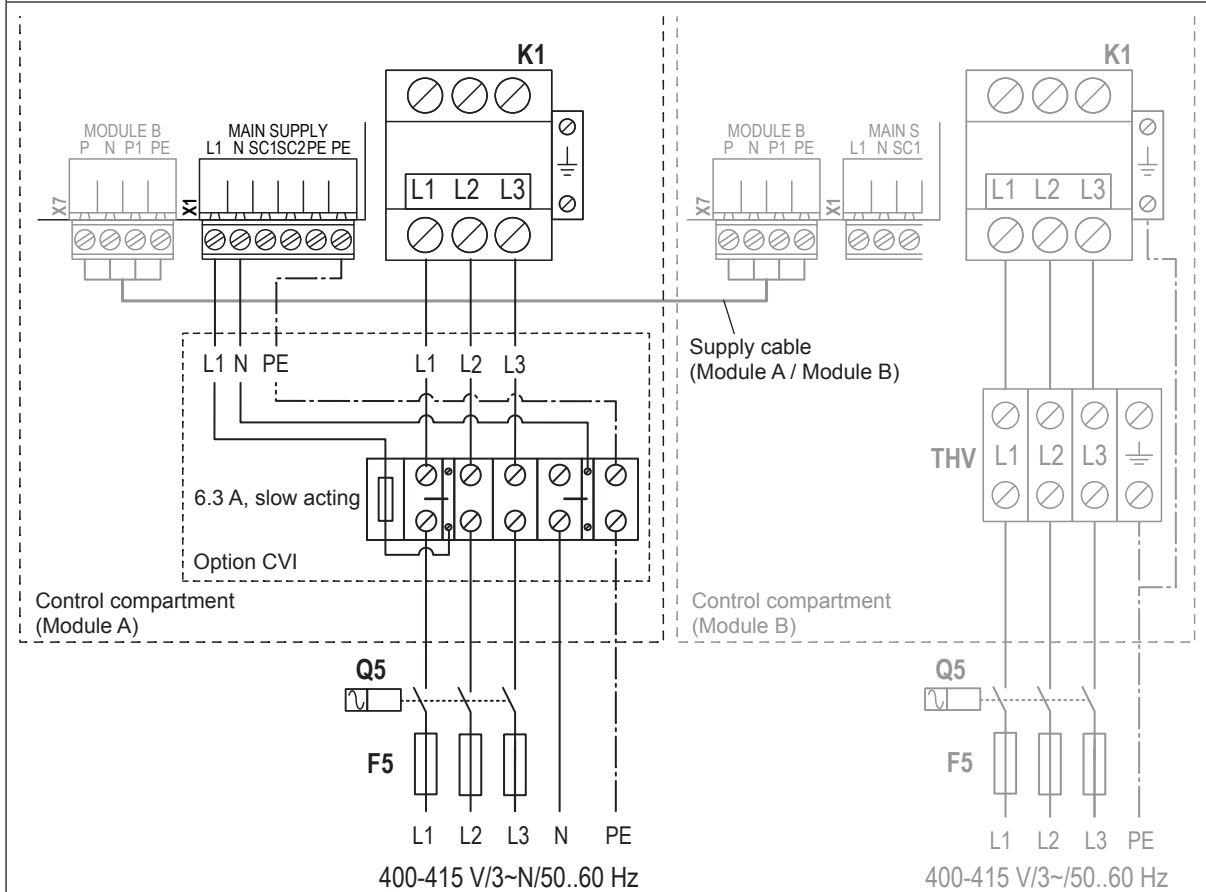 K1
K1
MODULE B
P N P1 PE
MAIN SUPPLY
L1 N SC1SC2PE PE
MODULE B
P N P1 PE
MAIN S
L1 N SC1
L1 L2 L3
L1 L2 L3
X7
X1
X7
X1
L1 N PE
L1 L2 L3
Supply cable
(Module A / Module B)
6.3 A, slow acting
THV
L1 L2 L3
Option CVI
Control compartment
(Module A)
Control compartment
(Module B)
Q5
Q5
F5
F5
L1 L2 L3 N PE
L1 L2 L3 PE
400-415 V/3~N/50..60 Hz
400-415 V/3~/50..60 Hz